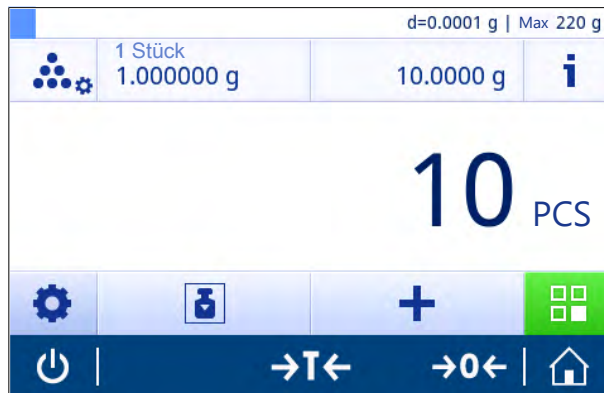 d=0.0001 g | Max 220 g
1 Stück
1.000000 g
10.0000 g
i
10 PCS
→T← →0←